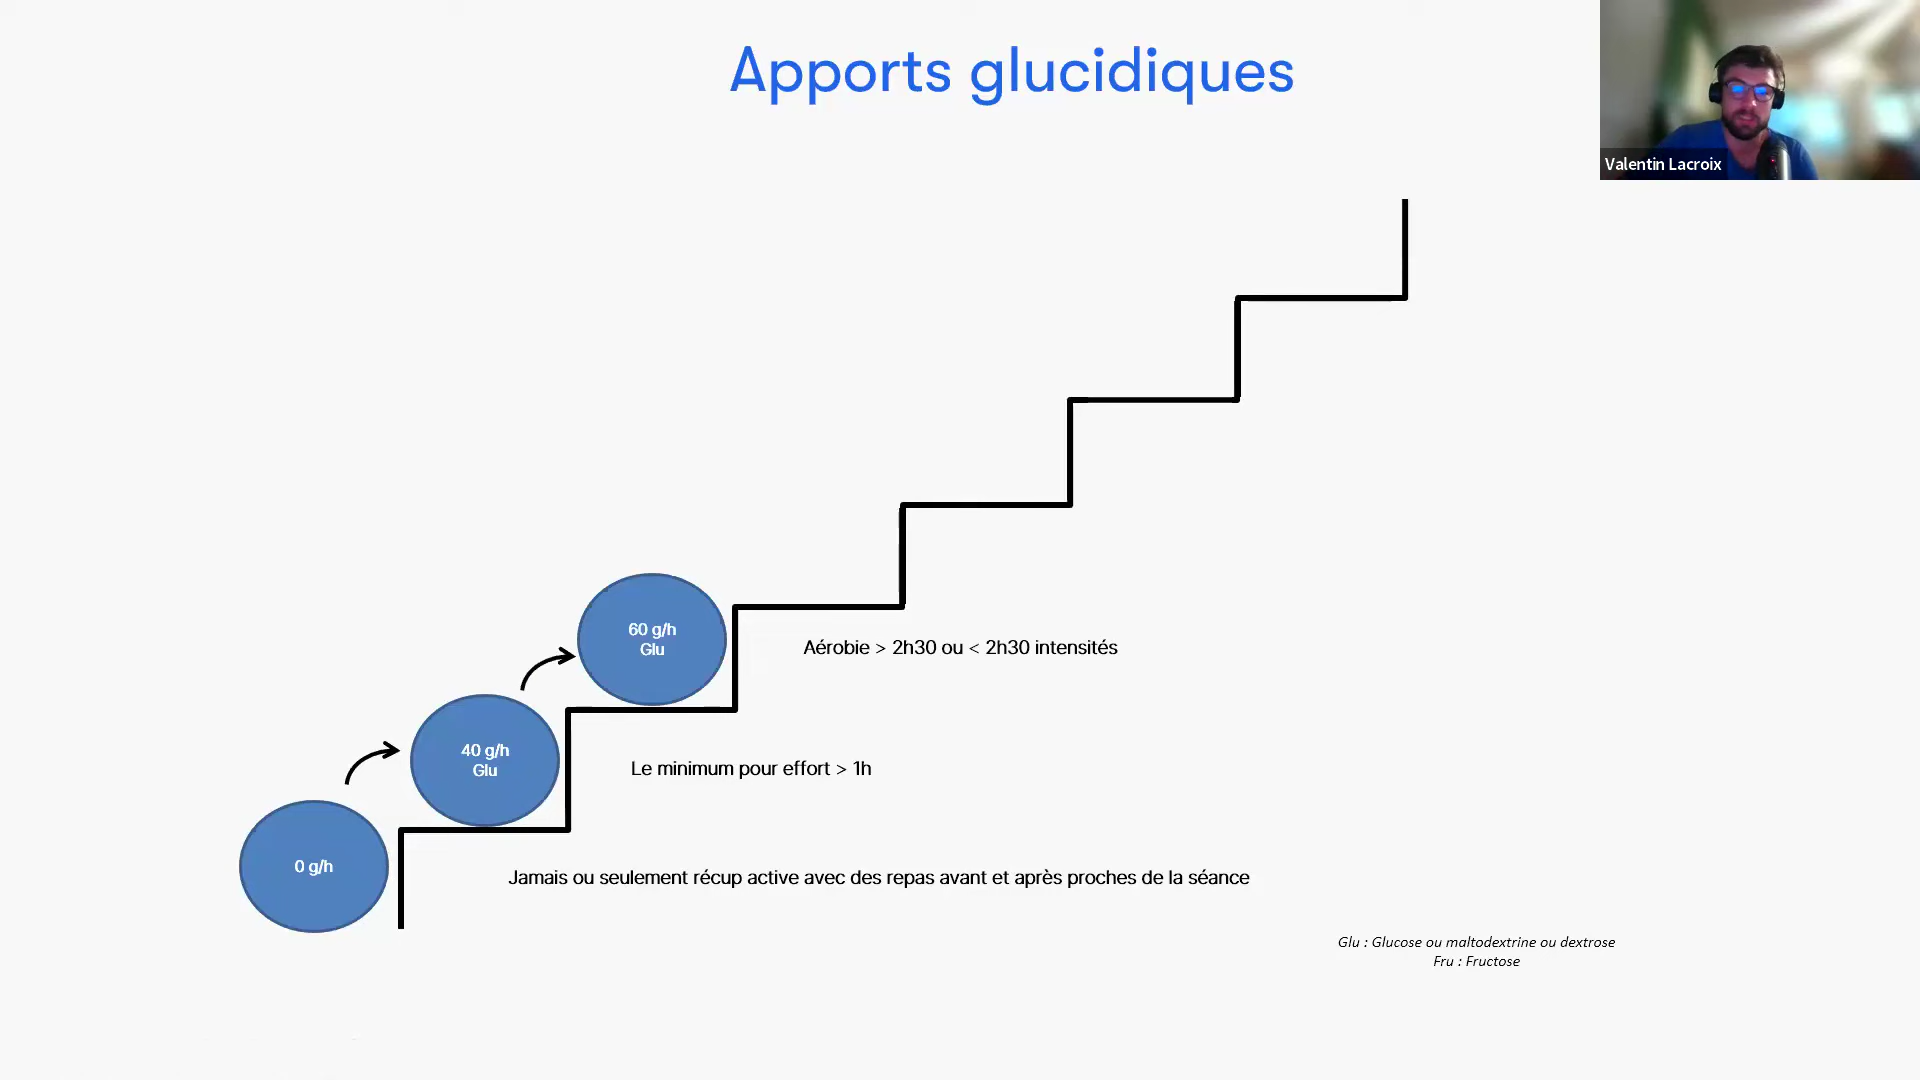 Apports glucidiques
Valentin Lacroix
60 g/h
Glu
Aérobie > 2h30 ou < 2h30 intensités
40 g/h
Glu
Le minimum pour effort > 1h
0 g/h
Jamais ou seulement récup active avec des repas avant et après proches de la séance
Glu : Glucose ou maltodextrine ou dextrose
Fru : Fructose